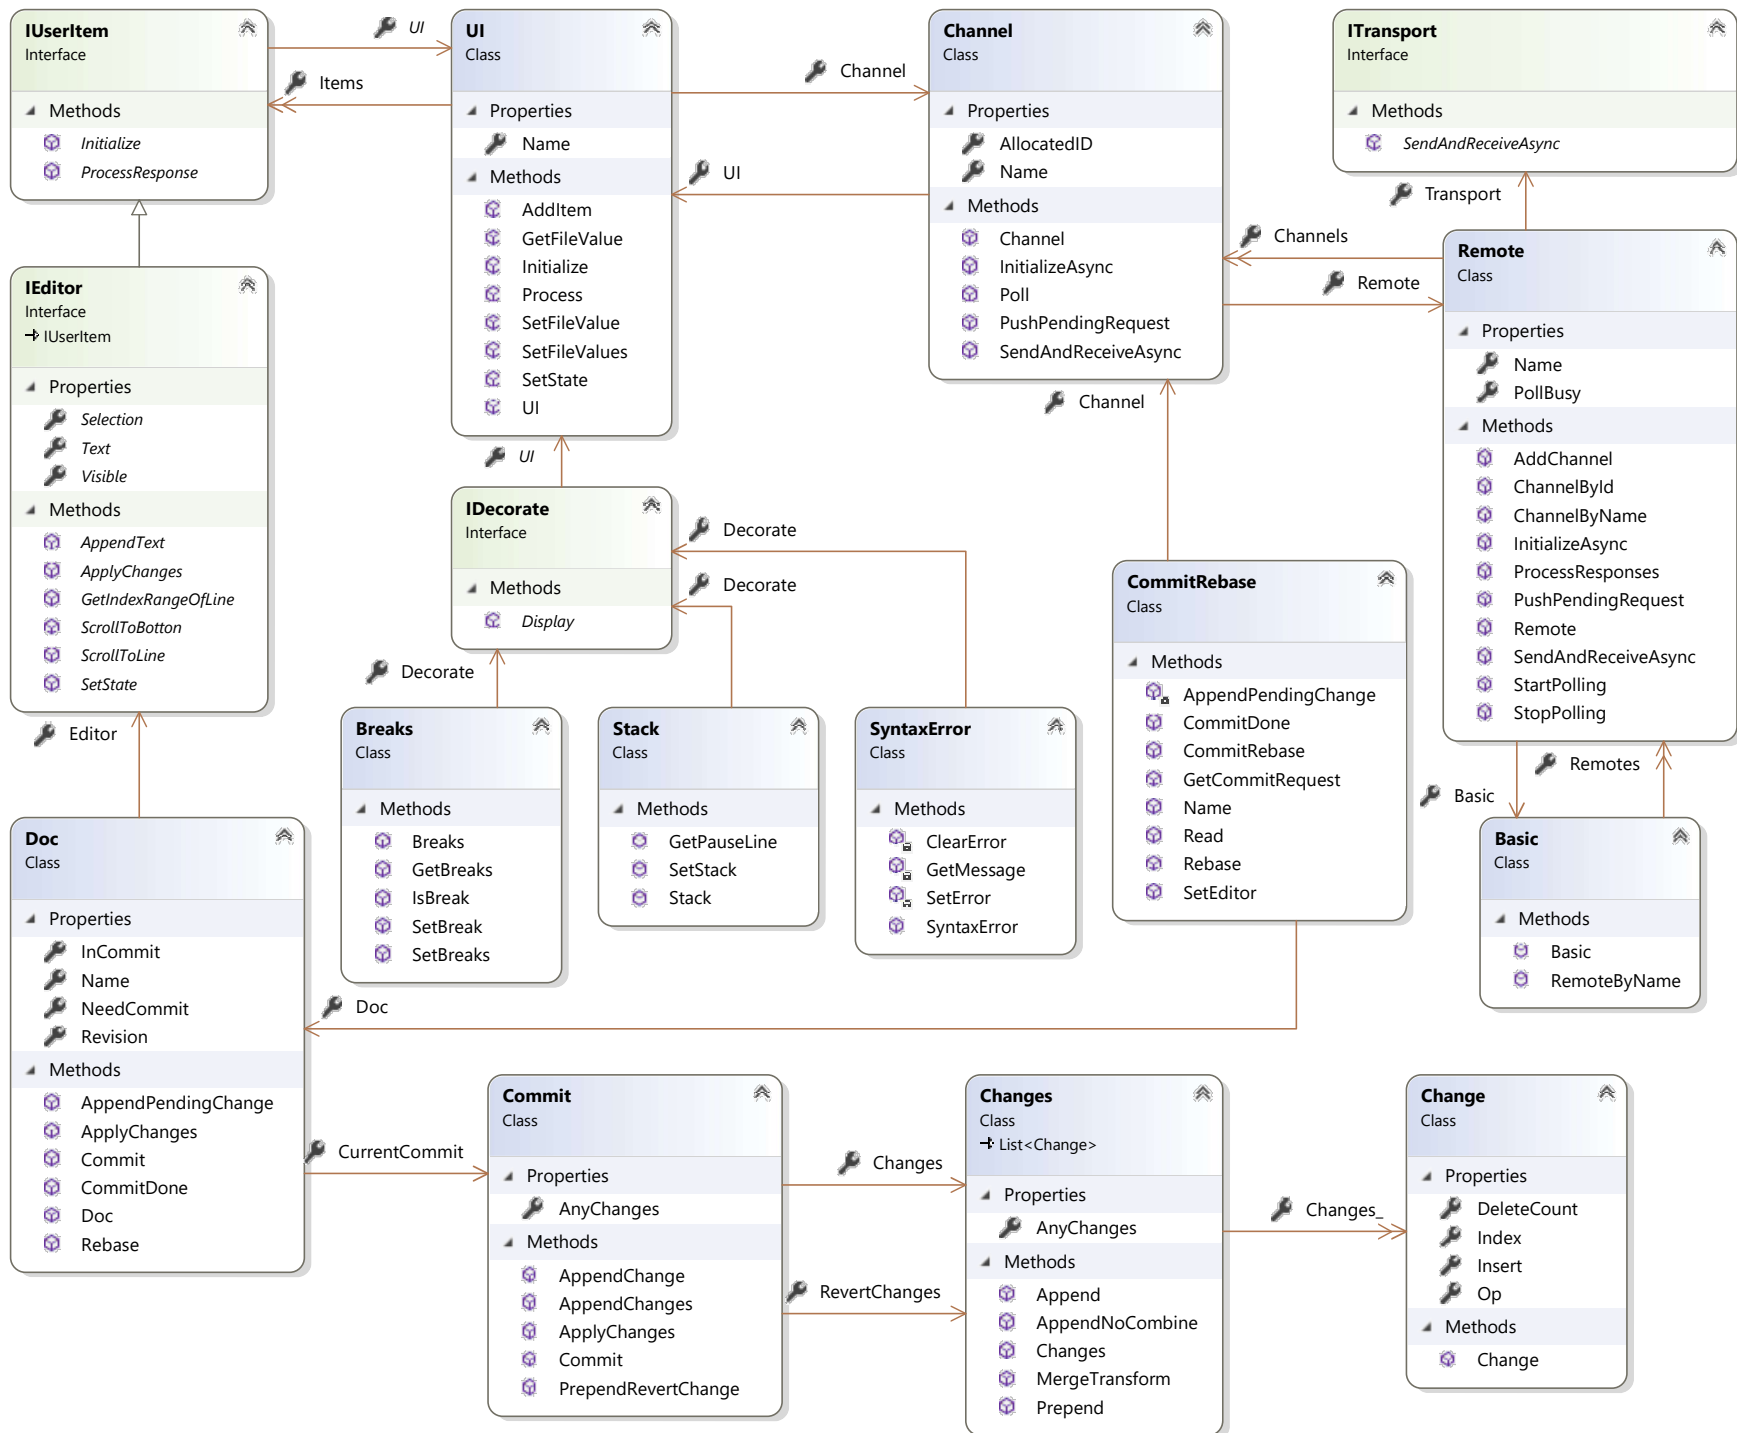 IUserItem
Interface
Methods
Initialize
ProcessResponse
UI
Items
UI
Class
Properties
Name
Methods
AddItem
GetFileValue
Initialize
Process
SetFileValue
SetFileValues
SetState
UI
Channel
UI
Channel
Class
Properties
AllocatedID
Name
Methods
Channel
InitializeAsync
Poll
PushPendingRequest
SendAndReceiveAsync
ITransport
Interface
Methods
SendAndReceiveAsync
Transport
Channels
Remote
Remote
Class
Properties
Name
PollBusy
Methods
AddChannel
ChannelById
ChannelByName
InitializeAsync
ProcessResponses
PushPendingRequest
Remote
SendAndReceiveAsync
StartPolling
StopPolling
IEditor
Interface
IUserItem
Properties
Selection
Text
Visible
Methods
AppendText
ApplyChanges
GetIndexRangeOfLine
ScrollToBotton
ScrollToLine
SetState
Editor
UI
IDecorate
Interface
Methods
Display
Decorate
Decorate
Decorate
Channel
CommitRebase
Class
Methods
AppendPendingChange
CommitDone
CommitRebase
GetCommitRequest
Name
Read
Rebase
SetEditor
Breaks
Class
Methods
Breaks
GetBreaks
IsBreak
SetBreak
SetBreaks
Stack
Class
Methods
GetPauseLine
SetStack
Stack
SyntaxError
Class
Methods
ClearError
GetMessage
SetError
SyntaxError
Remotes
Basic
Basic
Class
Methods
Basic
RemoteByName
Doc
Class
Properties
InCommit
Name
NeedCommit
Revision
Methods
AppendPendingChange
ApplyChanges
Commit
CommitDone
Doc
Rebase
Doc
CurrentCommit
Commit
Class
Properties
AnyChanges
Methods
AppendChange
AppendChanges
ApplyChanges
Commit
PrependRevertChange
Changes
RevertChanges
Changes
Class
List<Change>
Properties
AnyChanges
Methods
Append
AppendNoCombine
Changes
MergeTransform
Prepend
Changes_
Change
Class
Properties
DeleteCount
Index
Insert
Op
Methods
Change